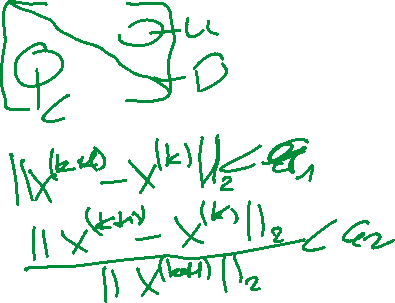 U
D
L
||x^(k+1) - x^(k)||_2 < ε_1
||x^(k+1) - x^(k)||_2
/ ||x^(k+1)||_2 < ε_2